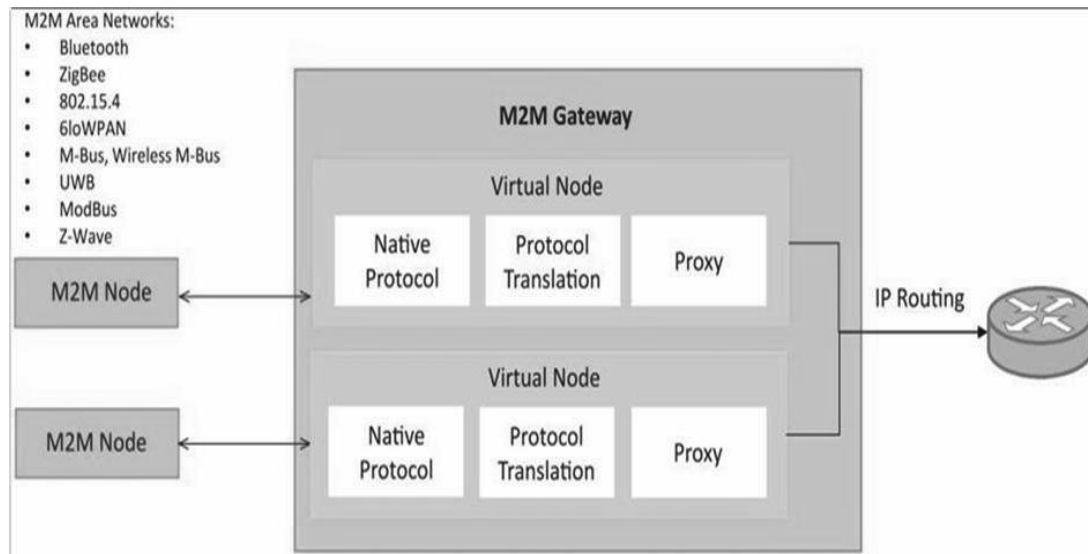 M2M Area Networks:
• Bluetooth
• ZigBee
• 802.15.4
• 6loWPAN
• M-Bus, Wireless M-Bus
• UWB
• ModBus
• Z-Wave
M2M Gateway
Virtual Node
Native
Protocol
Protocol
Translation
Proxy
M2M Node
IP Routing
Virtual Node
Native
Protocol
Protocol
Translation
Proxy
M2M Node